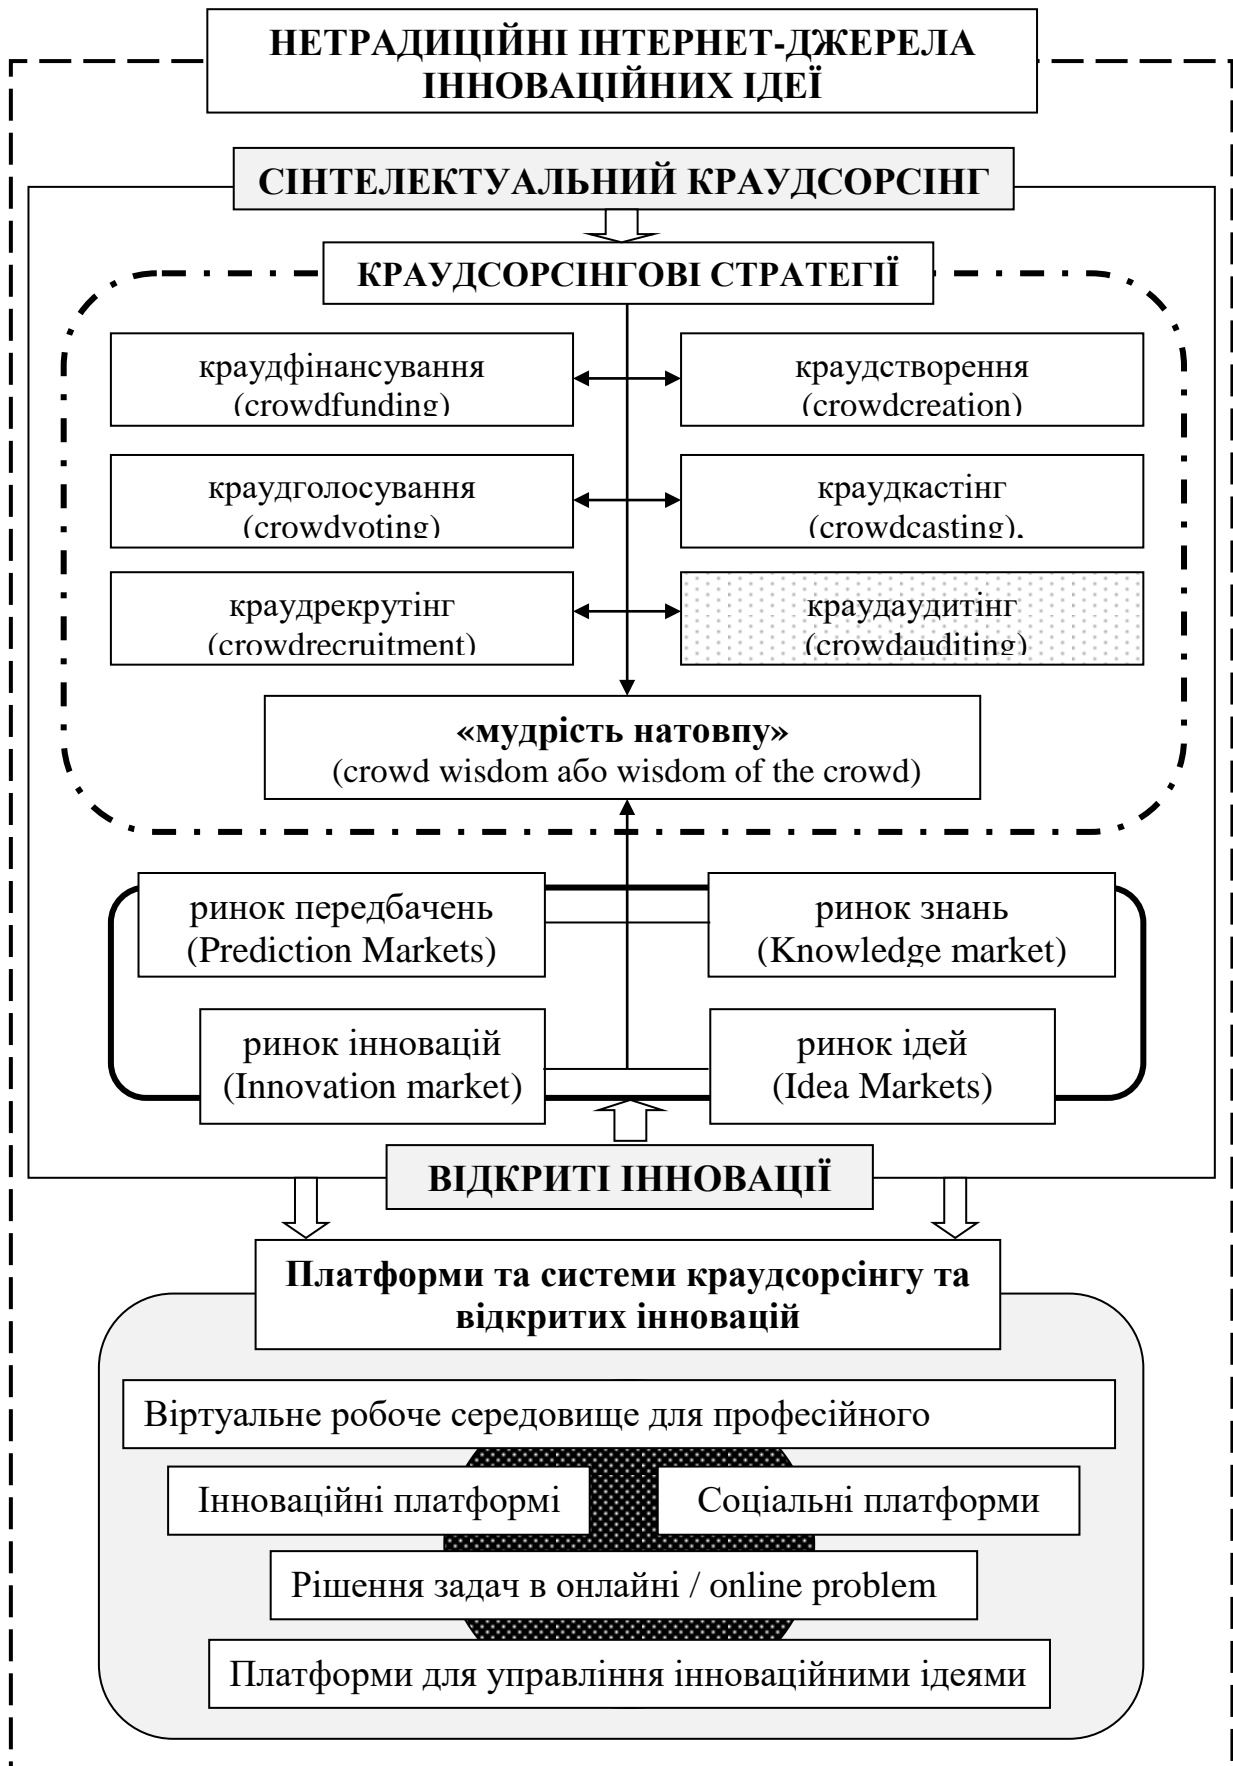 НЕТРАДИЦІЙНІ ІНТЕРНЕТ-ДЖЕРЕЛА
ІННОВАЦІЙНИХ ІДЕЇ
СІНТЕЛЕКТУАЛЬНИЙ КРАУДСОРСІНГ
КРАУДСОРСІНГОВІ СТРАТЕГІЇ
краудфінансування
(crowdfunding)
краудстворення
(crowdcreation)
краудголосування
(crowdvoting)
краудкастінг
(crowdcasting),
краудрекрутінг
(crowdrecruitment)
краудаудитінг
(crowdauditing)
«мудрість натовпу»
(crowd wisdom або wisdom of the crowd)
ринок передбачень
(Prediction Markets)
ринок знань
(Knowledge market)
ринок інновацій
(Innovation market)
ринок ідей
(Idea Markets)
ВІДКРИТІ ІННОВАЦІЇ
Платформи та системи краудсорсінгу та
відкритих інновацій
Віртуальне робоче середовище для професійного
Інноваційні платформі
Соціальні платформи
Рішення задач в онлайні / online problem
Платформи для управління інноваційними ідеями